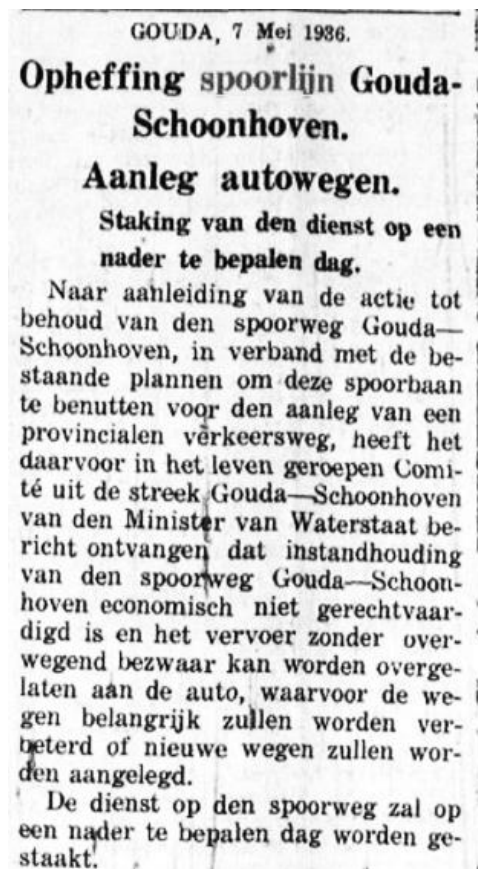 GOUDA, 7 Mei 1936.
Opheffing spoorlijn Gouda-
Schoonhoven.
Aanleg autowegen.
Staking van den dienst op een
nader te bepalen dag.
Naar aanleiding van de actie tot
behoud van den spoorweg Gouda—
Schoonhoven, in verband met de be-
staande plannen om deze spoorbaan
te benutten voor den aanleg van een
provincialen verkeersweg, heeft het
daarvoor in het leven geroepen Comi-
té uit de streek Gouda—Schoonhoven
van den Minister van Waterstaat be-
richt ontvangen dat instandhouding
van den spoorweg Gouda—Schoon-
hoven economisch niet gerechtvaar-
digd is en het vervoer zonder over-
wegend bezwaar kan worden overge-
laten aan de auto, waarvoor de we-
gen belangrijk zullen worden ver-
beterd of nieuwe wegen zullen wor-
den aangelegd.
De dienst op den spoorweg zal op
een nader te bepalen dag worden ge-
staakt.